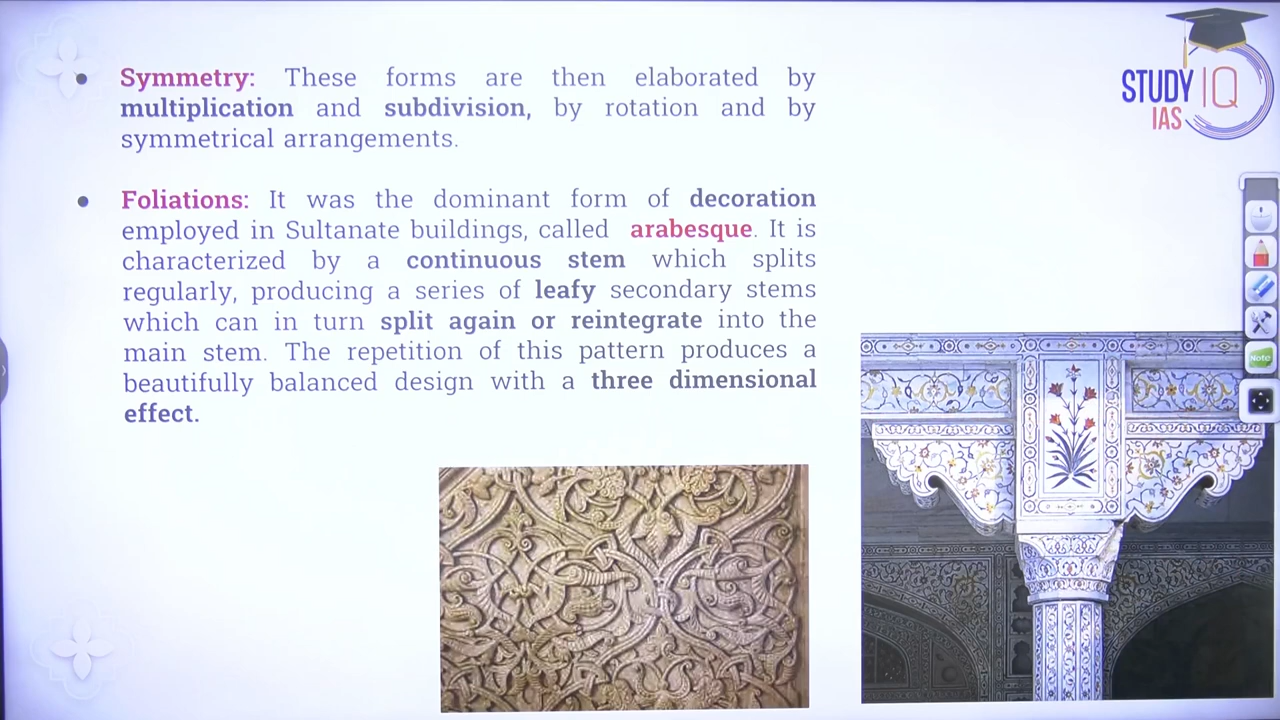 Symmetry: These forms are then elaborated by
multiplication and subdivision, by rotation and by
symmetrical arrangements.
Foliations: It was the dominant form of decoration
employed in Sultanate buildings, called arabesque. It is
characterized by a continuous stem which splits
regularly, producing a series of leafy secondary stems
which can in turn split again or reintegrate into the
main stem. The repetition of this pattern produces a
beautifully balanced design with a three dimensional
effect.
STUDY IQ
IAS
Note